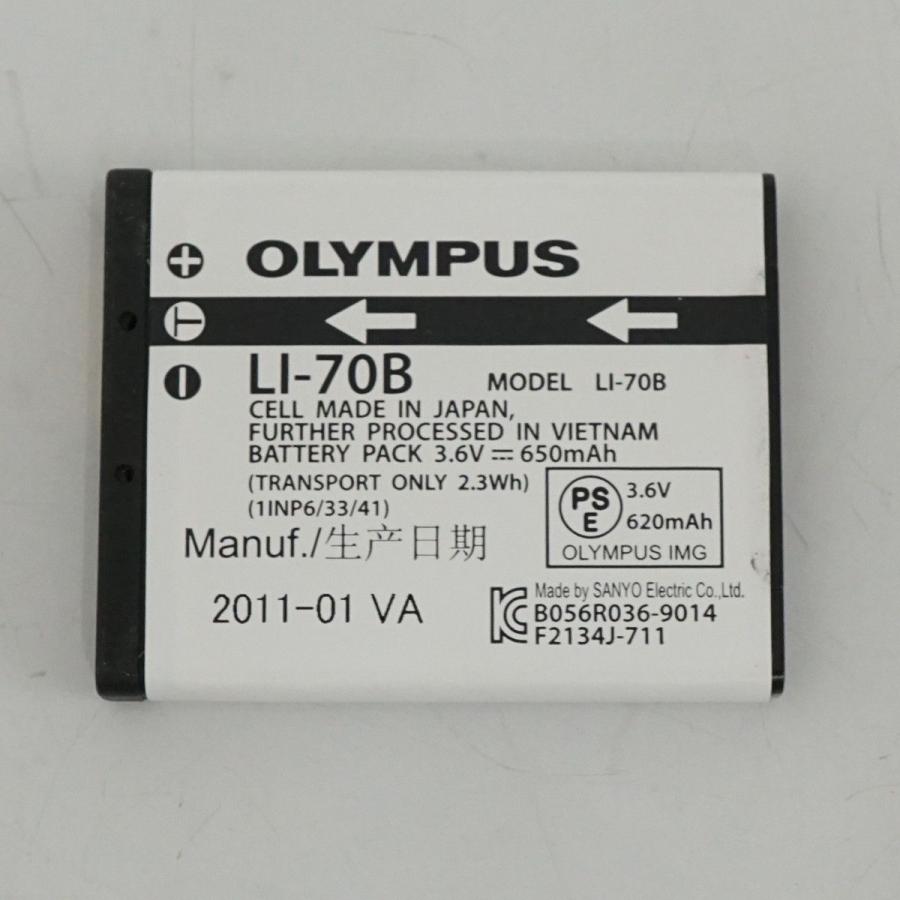 OLYMPUS
LI-70B MODEL LI-70B
CELL MADE IN JAPAN,
FURTHER PROCESSED IN VIETNAM
BATTERY PACK 3.6V⎓650mAh
(TRANSPORT ONLY 2.3Wh)
(1INP6/33/41)
PS E
3.6V
620mAh
OLYMPUS IMG
Manuf./生产日期
2011-01 VA
Made by SANYO Electric Co.,Ltd.
B056R036-9014
F2134J-711